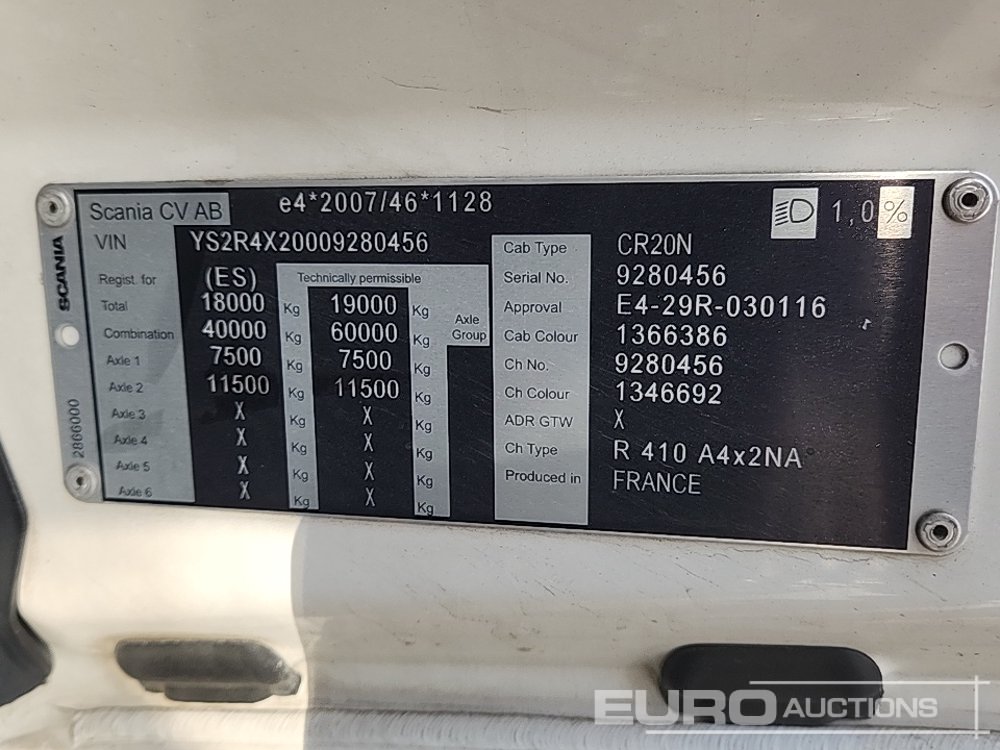 Scania CV AB e4*2007/46*1128 1,0 %
VIN YS2R4X20009280456
Regist. for (ES) Technically permissible
Total 18000 Kg 19000 Kg
Combination 40000 Kg 60000 Kg Axle Group
Axle 1 7500 Kg 7500 Kg
Axle 2 11500 Kg 11500 Kg
Axle 3 X Kg X Kg
Axle 4 X Kg X Kg
Axle 5 X Kg X Kg
Axle 6 X Kg X Kg
Cab Type CR20N
Serial No. 9280456
Approval E4-29R-030116
Cab Colour 1366386
Ch No. 9280456
Ch Colour 1346692
ADR GTW X
Ch Type R 410 A4x2NA
Produced in FRANCE
SCANIA
2866000
EURO AUCTIONS